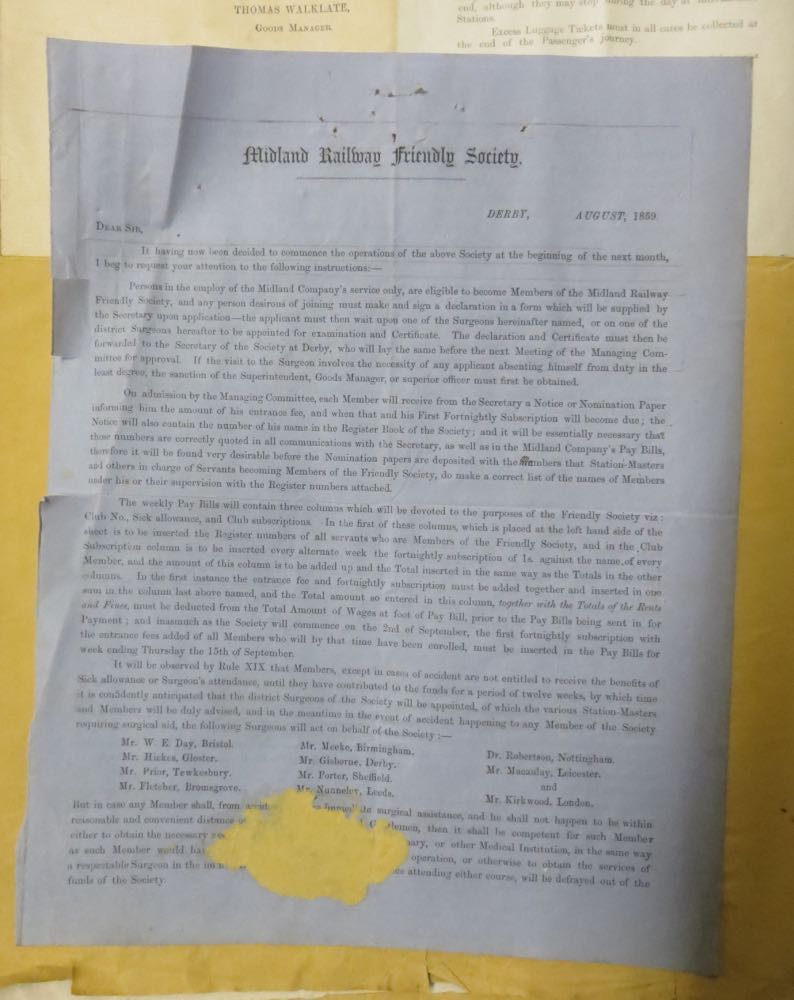 THOMAS WALKLATE,
GOODS MANAGER.
end, although they may stop during the day at
Stations.
Excess Luggage Tickets must in all cases be collected at
the end of the Passenger's journey.
Midland Railway Friendly Society.
DERBY, AUGUST, 1859.
DEAR SIR,
It having now been decided to commence the operations of the above Society at the beginning of the next month,
I beg to request your attention to the following instructions:—
Persons in the employ of the Midland Company's service only, are eligible to become Members of the Midland Railway
Friendly Society, and any person desirous of joining must make and sign a declaration in a form which will be supplied by
the Secretary upon application—the applicant must then wait upon one of the Surgeons hereinafter named, or on one of the
district Surgeons hereafter to be appointed for examination and Certificate. The declaration and Certificate must then be
forwarded to the Secretary of the Society at Derby, who will lay the same before the next Meeting of the Managing Com-
mittee for approval. If the visit to the Surgeon involves the necessity of any applicant absenting himself from duty in the
least degree, the sanction of the Superintendent, Goods Manager, or superior officer must first be obtained.
On admission by the Managing Committee, each Member will receive from the Secretary a Notice or Nomination Paper
informing him the amount of his entrance fee, and when that and his First Fortnightly Subscription will become due; the
Notice will also contain the number of his name in the Register Book of the Society; and it will be essentially necessary that
these numbers are correctly quoted in all communications with the Secretary, as well as in the Midland Company's Pay Bills,
therefore it will be found very desirable before the Nomination papers are deposited with the Members that Station-Masters
and others in charge of Servants becoming Members of the Friendly Society, do make a correct list of the names of Members
under his or their supervision with the Register numbers attached.
The weekly Pay Bills will contain three columns which will be devoted to the purposes of the Friendly Society viz:
Club No., Sick allowance, and Club subscriptions. In the first of these columns, which is placed at the left hand side of the
sheet is to be inserted the Register numbers of all servants who are Members of the Friendly Society, and in the Club
Subscription column is to be inserted every alternate week the fortnightly subscription of 1s. against the name of every
Member, and the amount of this column is to be added up and the Total inserted in the same way as the Totals in the other
columns. In the first instance the entrance fee and fortnightly subscription must be added together and inserted in one
sum in the column last above named, and the Total amount so entered in this column, together with the Totals of the Rents
and Fines, must be deducted from the Total Amount of Wages at foot of Pay Bill, prior to the Pay Bills being sent in for
Payment; and inasmuch as the Society will commence on the 2nd of September, the first fortnightly subscription with
the entrance fees added of all Members who will by that time have been enrolled, must be inserted in the Pay Bills for
week ending Thursday the 15th of September.
It will be observed by Rule XIX that Members, except in cases of accident are not entitled to receive the benefits of
Sick allowance or Surgeon's attendance, until they have contributed to the funds for a period of twelve weeks, by which time
it is confidently anticipated that the district Surgeons of the Society will be appointed, of which the various Station-Masters
and Members will be duly advised, and in the meantime in the event of accident happening to any Member of the Society
requiring surgical aid, the following Surgeons will act on behalf of the Society:—
Mr. W. E. Day, Bristol.
Mr. Hickes, Gloster.
Mr. Prior, Tewkesbury.
Mr. Fletcher, Bromsgrove.
Mr. Meeke, Birmingham.
Mr. Gisborne, Derby.
Mr. Porter, Sheffield.
Mr. Nunneley, Leeds.
Dr. Robertson, Nottingham.
Mr. Macaulay, Leicester.
and
Mr. Kirkwood, London.
But in case any Member shall, from surgical assistance, and he shall not happen to be within
reasonable and convenient distance then it shall be competent for such Member
either to obtain the necessary or other Medical Institution, in the same way
as such Member would operation, or otherwise to obtain the services of
a respectable Surgeon in the attending either course, will be defrayed out of the
funds of the Society.